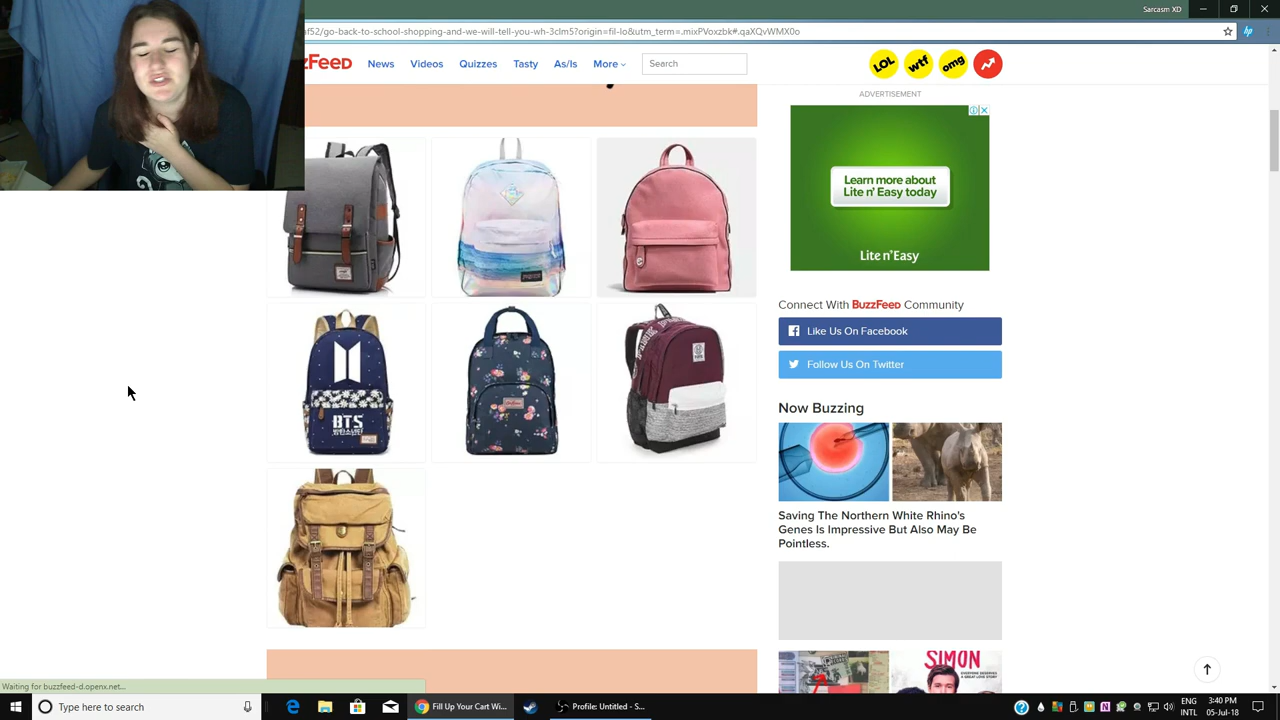 Sarcasm XD
af52/go-back-to-school-shopping-and-we-will-tell-you-wh-3clm5?origin=fil-lo&utm_term=.mixPVoxzbk#.qaXQvWMX0o
zzFeed
News Videos Quizzes Tasty As/Is More Search
LOL wtf omg
ADVERTISEMENT
Learn more about
Lite n' Easy today
Lite n' Easy
Connect With BuzzFeed Community
Like Us On Facebook
Follow Us On Twitter
BTS
Now Buzzing
Saving The Northern White Rhino's
Genes Is Impressive But Also May Be
Pointless.
SIMON
Waiting for buzzfeed-d.openx.net...
Type here to search
Fill Up Your Cart Wi...
Profile: Untitled - S...
ENG
INTL
3:40 PM
05-Jul-18